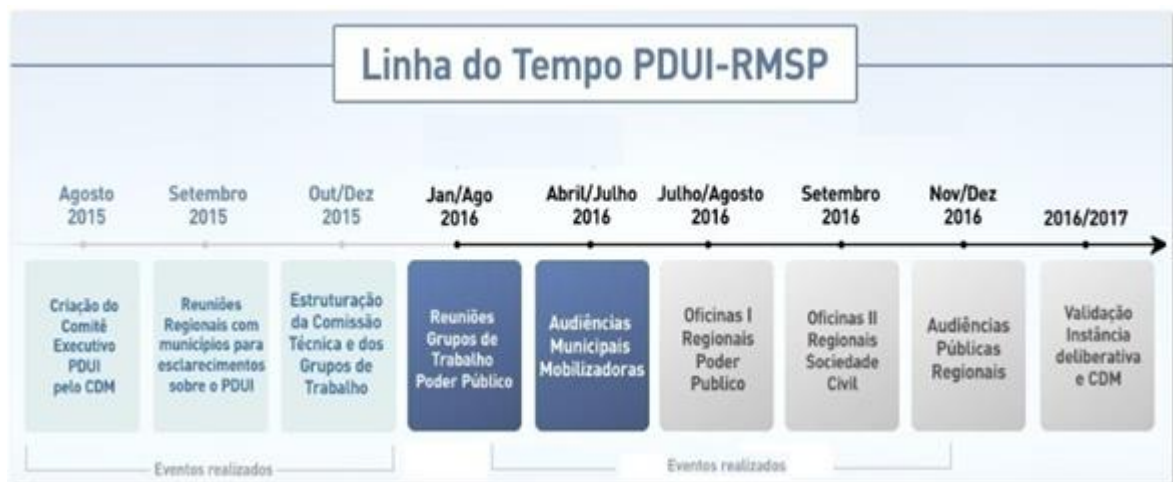 Linha do Tempo PDUI-RMSP
Agosto
2015
Setembro
2015
Out/Dez
2015
Jan/Ago
2016
Abril/Julho
2016
Julho/Agosto
2016
Setembro
2016
Nov/Dez
2016
2016/2017
Criação do
Comitê
Executivo
PDUI
pelo CDM
Reuniões
Regionais com
municípios para
esclarecimentos
sobre o PDUI
Estruturação
da Comissão
Técnica e dos
Grupos de
Trabalho
Reuniões
Grupos de
Trabalho
Poder Público
Audiências
Municipais
Mobilizadoras
Oficinas I
Regionais
Poder
Publico
Oficinas II
Regionais
Sociedade
Civil
Audiências
Públicas
Regionais
Validação
Instância
deliberativa
e CDM
Eventos realizados
Eventos realizados